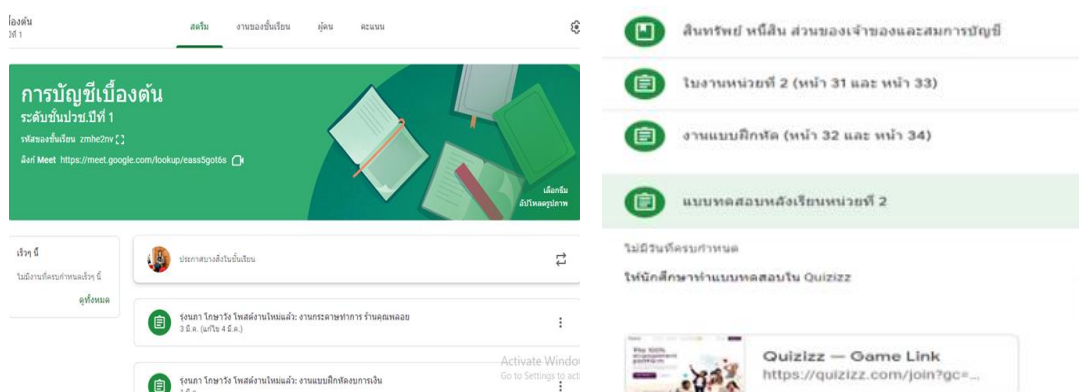 สตรีม งานของชั้นเรียน ผู้คน คะแนน
การบัญชีเบื้องต้น
ระดับชั้นปวช.ปีที่ 1
รหัสของชั้นเรียน zmhe2nv
ลิงก์ Meet https://meet.google.com/lookup/eass5got6s
เลือกธีม
อัปโหลดรูปภาพ
เร็วๆ นี้
ไม่มีงานที่ครบกำหนดเร็วๆ นี้
ดูทั้งหมด
ประกาศบางสิ่งในชั้นเรียน
รุ่งนภา โกษาวัง โพสต์งานใหม่แล้ว: งานกระดาษทำการ ร้านคุณพลอย
3 มี.ค. (แก้ไข 4 มี.ค.)
รุ่งนภา โกษาวัง โพสต์งานใหม่แล้ว: งานแบบฝึกหัดงบการเงิน
Activate Window
Go to Settings to act
สินทรัพย์ หนี้สิน ส่วนของเจ้าของและสมการบัญชี
ใบงานหน่วยที่ 2 (หน้า 31 และ หน้า 33)
งานแบบฝึกหัด (หน้า 32 และ หน้า 34)
แบบทดสอบหลังเรียนหน่วยที่ 2
ไม่มีวันที่ครบกำหนด
ให้นักศึกษาทำแบบทดสอบใน Quizizz
Quizizz — Game Link
https://quizizz.com/join?gc=...